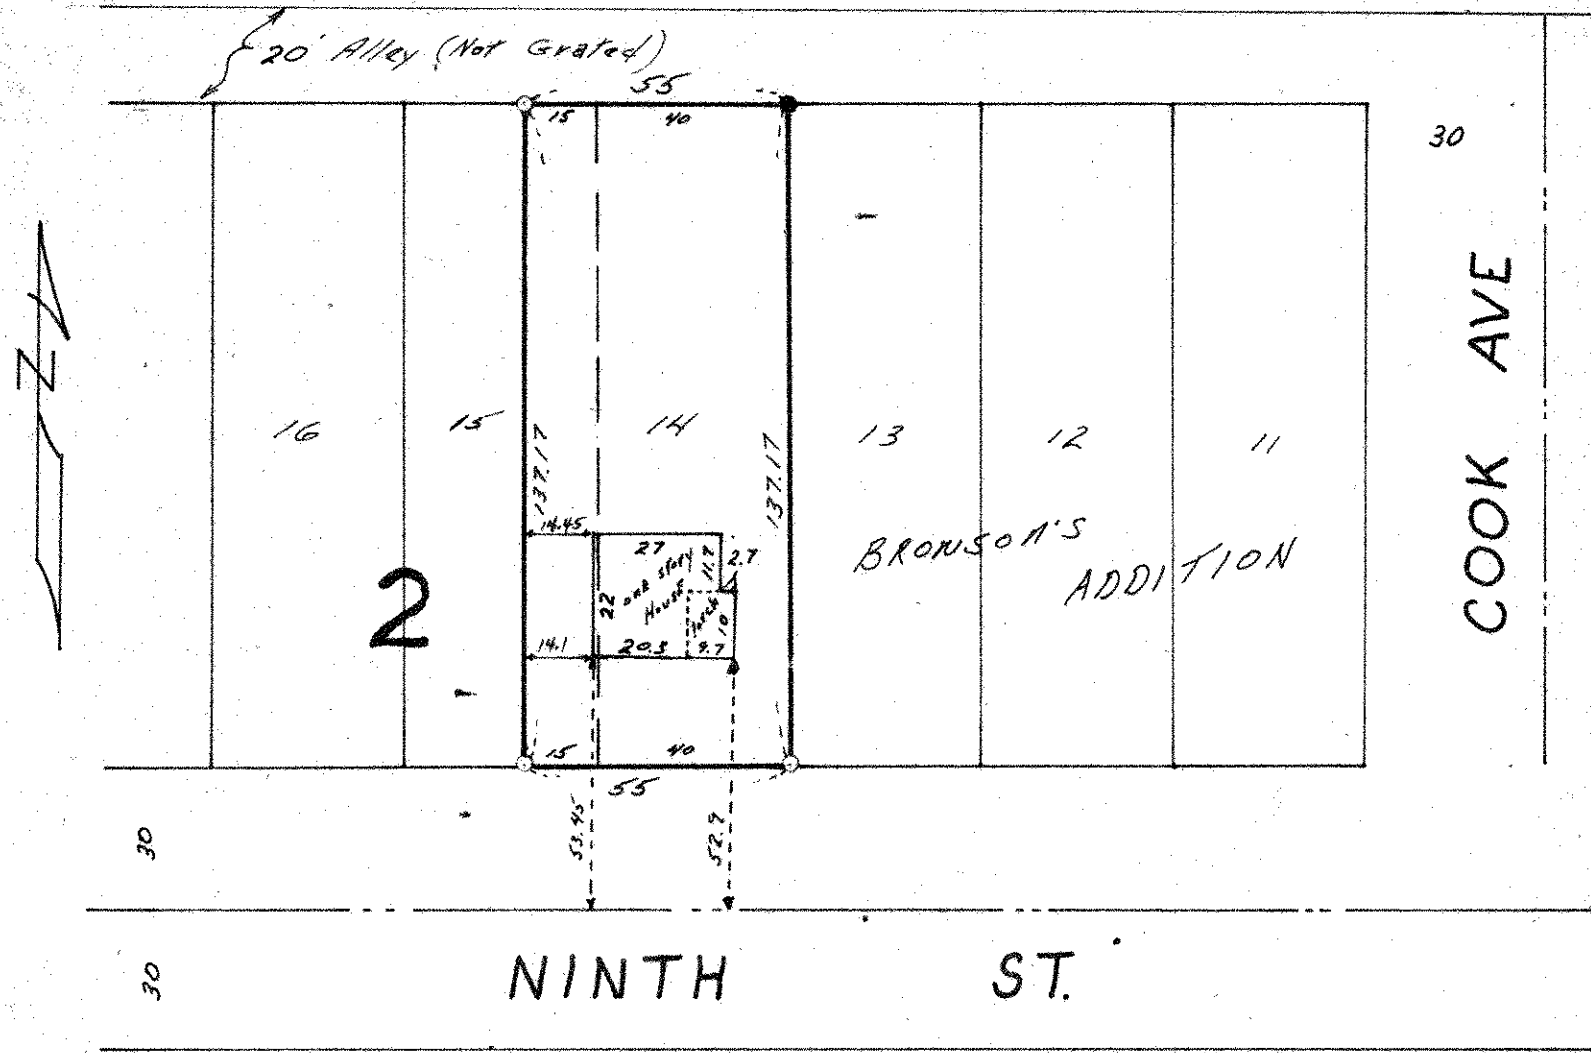 20' Alley (Not Grated)
55
15 40
30
N
COOK AVE
16 15 14 13 12 11
137.17
137.17
14.45
27
11.7
2.7
one story
House
22
Porch
10
14.1
20.3
9.7
2
BRONSON'S
ADDITION
15 40
55
53.45
52.9
30
30
NINTH ST.